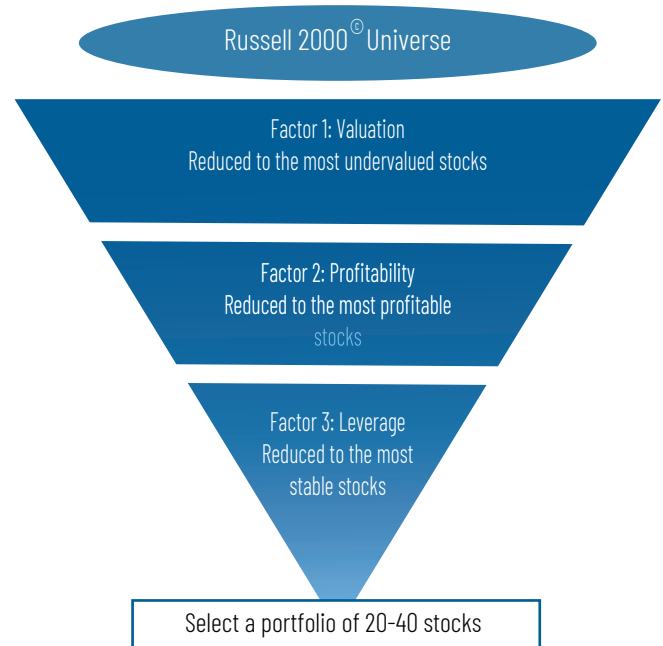 Russell 2000© Universe
Factor 1: Valuation
Reduced to the most undervalued stocks
Factor 2: Profitability
Reduced to the most profitable
stocks
Factor 3: Leverage
Reduced to the most
stable stocks
Select a portfolio of 20-40 stocks